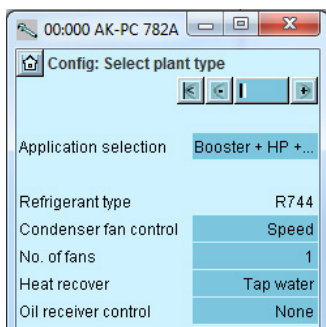 00:000 AK-PC 782A
Config: Select plant type
Application selection Booster + HP +...
Refrigerant type R744
Condenser fan control Speed
No. of fans 1
Heat recover Tap water
Oil receiver control None